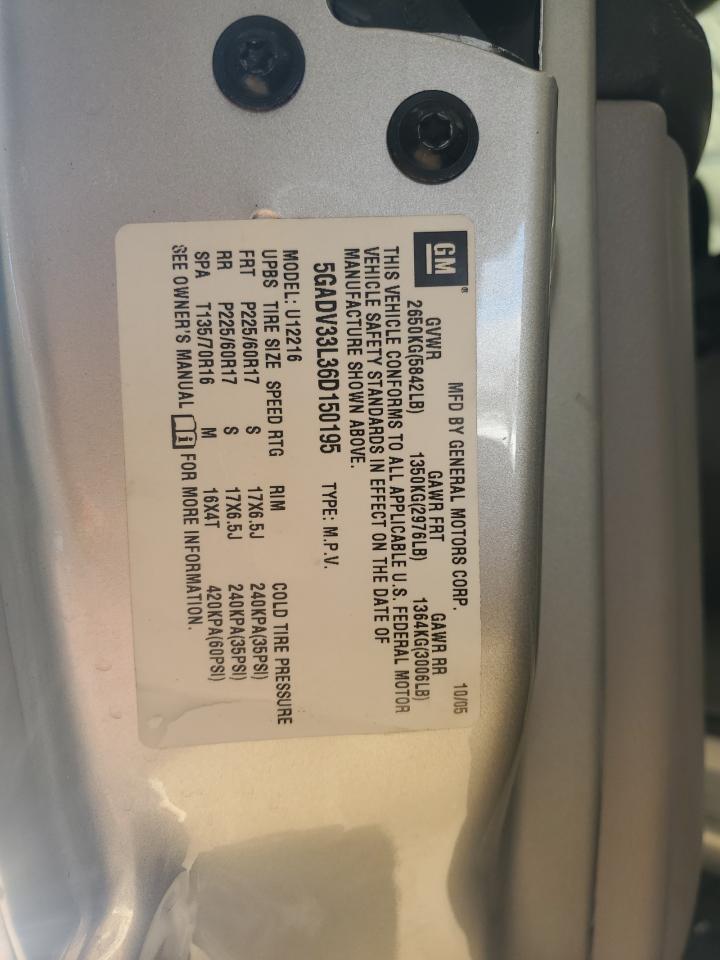 GM®
MFD BY GENERAL MOTORS CORP. 10/05
GVWR GAWR FRT GAWR RR
2650KG(5842LB) 1350KG(2976LB) 1364KG(3006LB)
THIS VEHICLE CONFORMS TO ALL APPLICABLE U.S. FEDERAL MOTOR
VEHICLE SAFETY STANDARDS IN EFFECT ON THE DATE OF
MANUFACTURE SHOWN ABOVE.
5GADV33L36D150195 TYPE: M.P.V.
MODEL: U12216
UPBS TIRE SIZE SPEED RTG RIM COLD TIRE PRESSURE
FRT P225/60R17 S 17X6.5J 240KPA(35PSI)
RR P225/60R17 S 17X6.5J 240KPA(35PSI)
SPA T135/70R16 M 16X4T 420KPA(60PSI)
SEE OWNER'S MANUAL i FOR MORE INFORMATION.